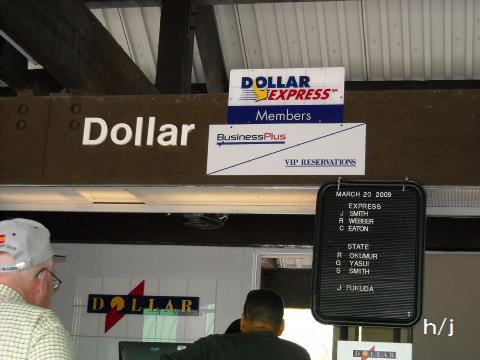 DOLLAR
EXPRESS
Members
Dollar
BusinessPlus
VIP RESERVATIONS
MARCH 20 2009
EXPRESS
J SMITH
R WEBBER
C EATON
STATE
R OKUMUR
G YASUI
S SMITH
J FUKUDA
DOLLAR
DOLLAR
h/j